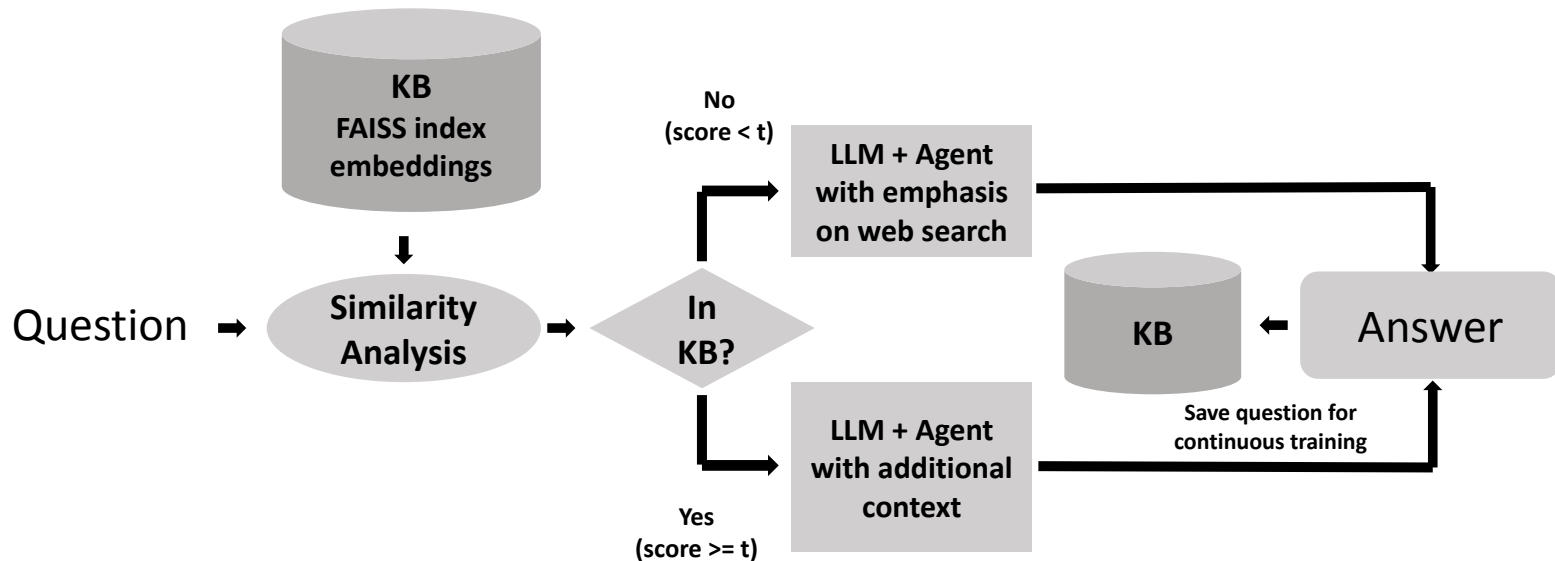 KB
FAISS index
embeddings
Question
Similarity
Analysis
In
KB?
No
(score < t)
LLM + Agent
with emphasis
on web search
Yes
(score >= t)
LLM + Agent
with additional
context
KB
Answer
Save question for
continuous training